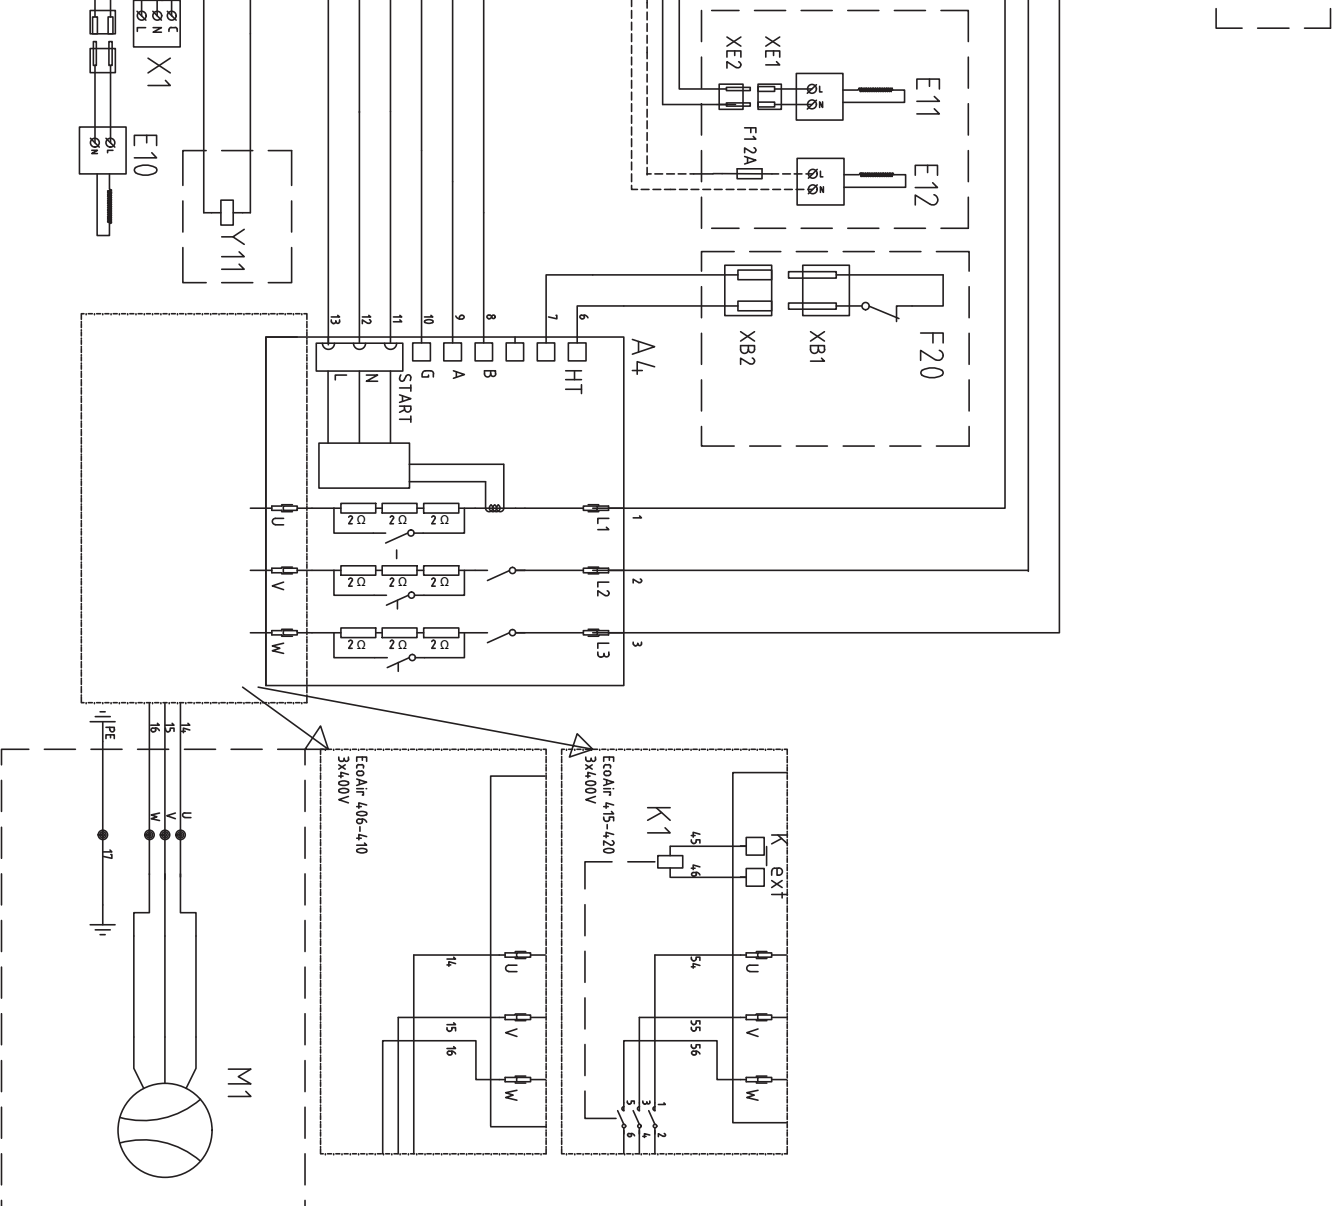 L
N
C
X1
N
L
E10
Y11
XE2
XE1
L
N
E11
F1 2A
L
N
E12
XB2
XB1
F20
13
12
11
10
9
8
7
6
A4
L
N
START
G
A
B
HT
U
2 Ω
2 Ω
2 Ω
L1
1
V
2 Ω
2 Ω
2 Ω
L2
2
W
2 Ω
2 Ω
2 Ω
L3
3
PE
16
15
14
W
V
U
17
M1
EcoAir 406-410
3x400V
14
U
15
V
16
W
EcoAir 415-420
3x400V
K1
45
46
K_ext
54
U
55
V
56
W
5
3
1
6
4
2